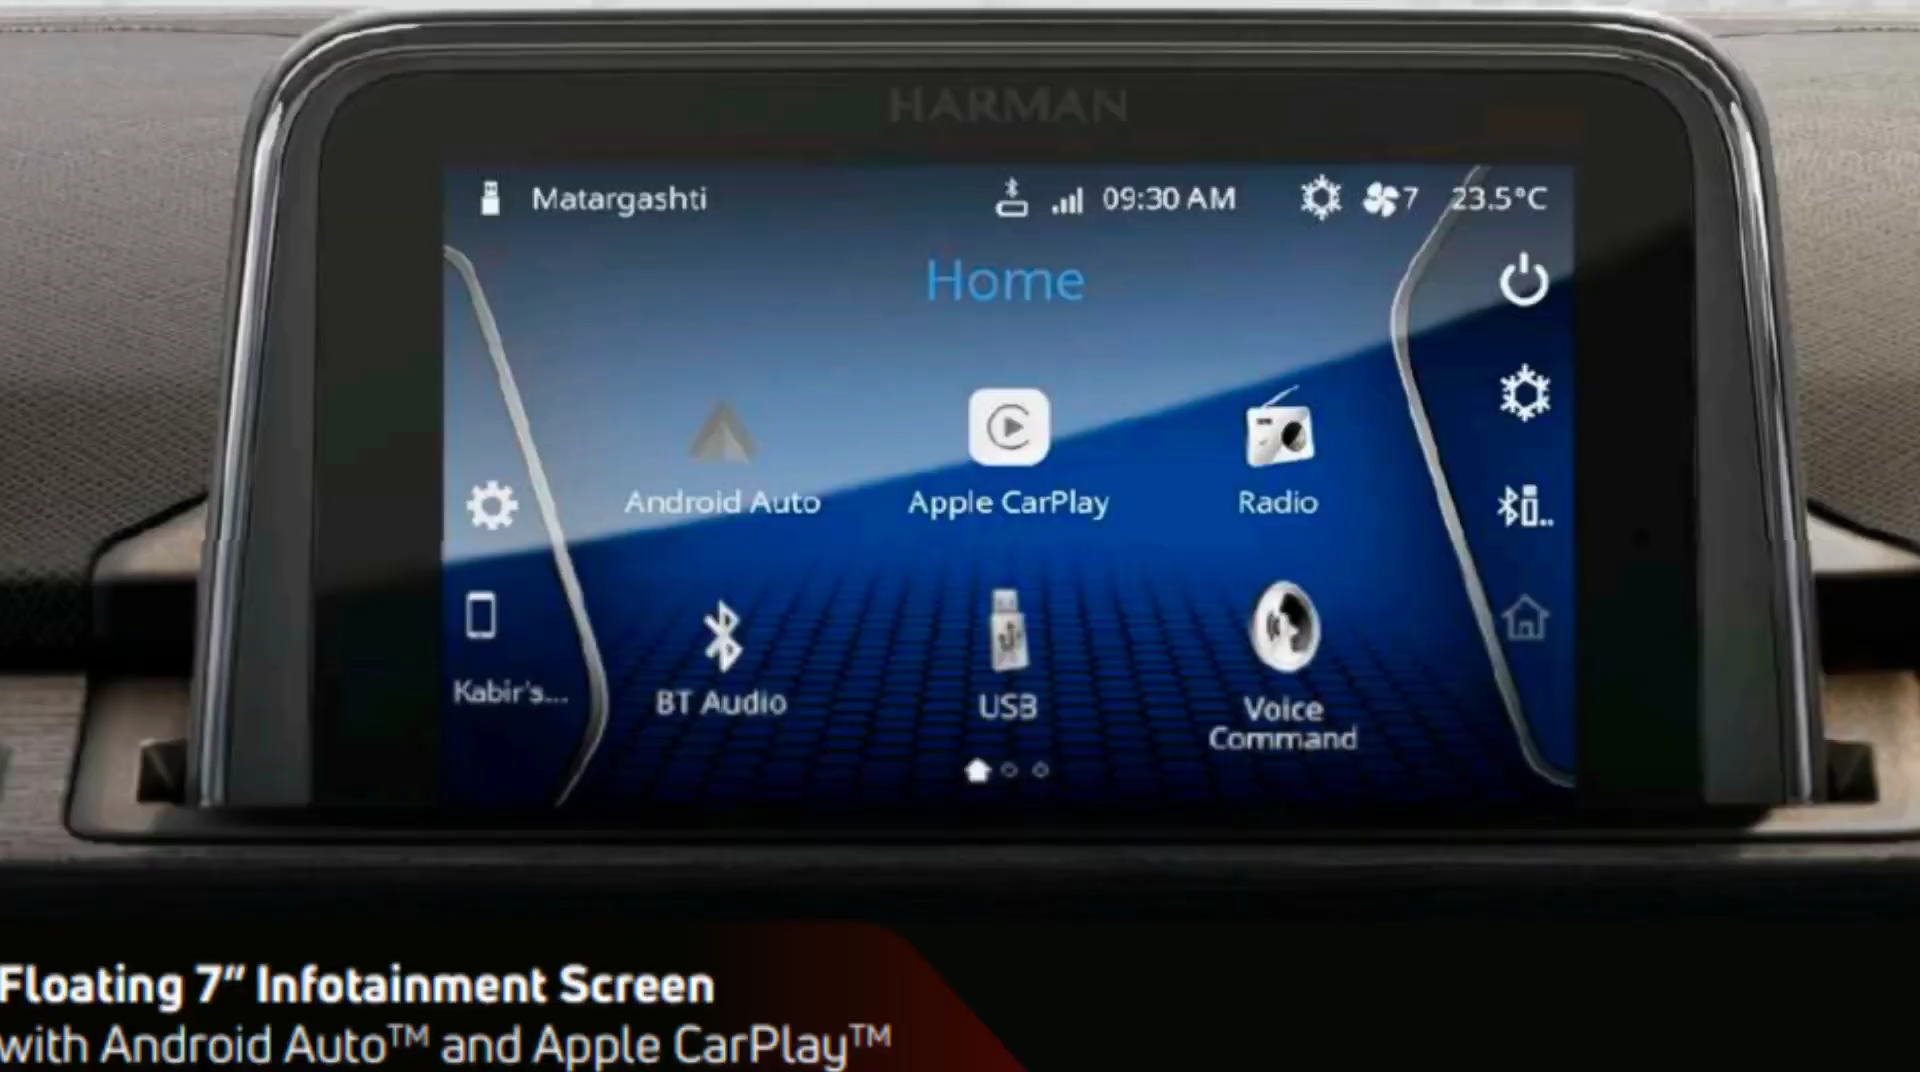 HARMAN
Matargashti 09:30 AM 7 23.5°C
Home
Android Auto Apple CarPlay Radio
Kabir's...
BT Audio USB Voice
Command
Floating 7" Infotainment Screen
with Android Auto™ and Apple CarPlay™